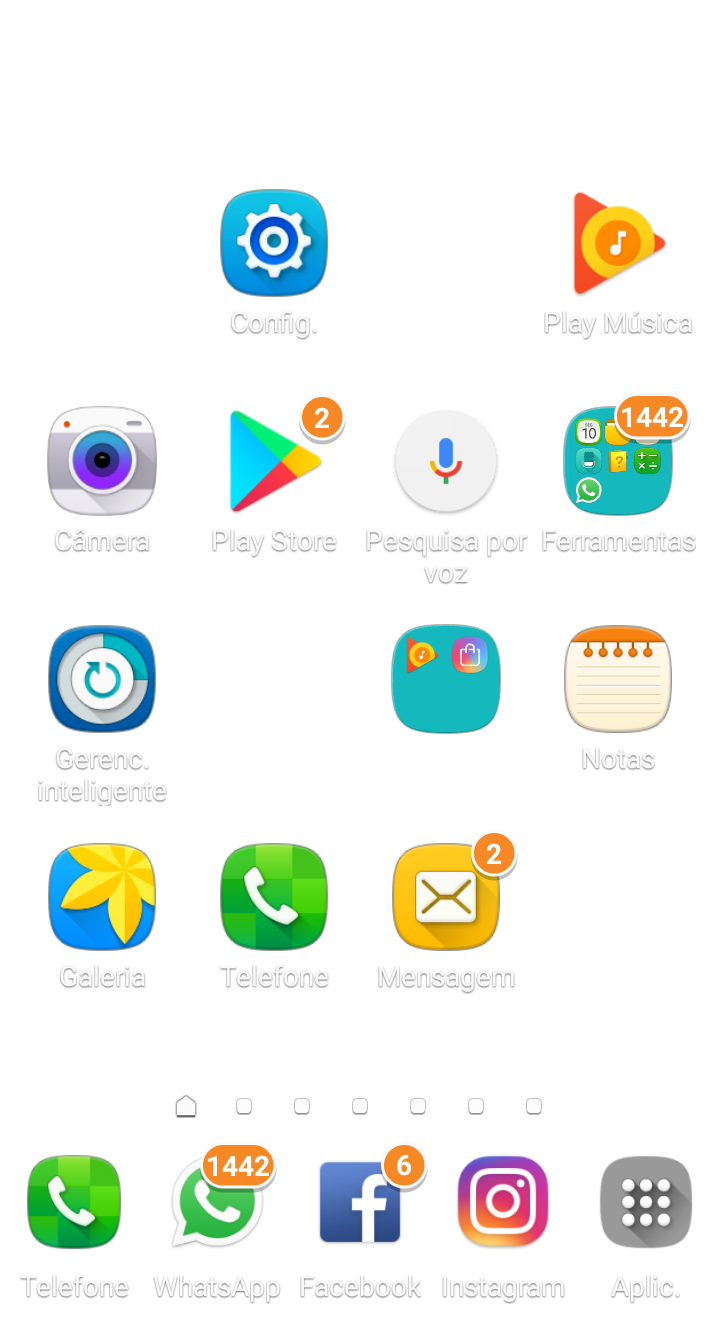 Config.
Play Música
2
1442
SEG
10
Câmera
Play Store
Pesquisa por
voz
Ferramentas
Gerenc.
inteligente
Notas
2
Galeria
Telefone
Mensagem
1442
6
Telefone
WhatsApp
Facebook
Instagram
Aplic.